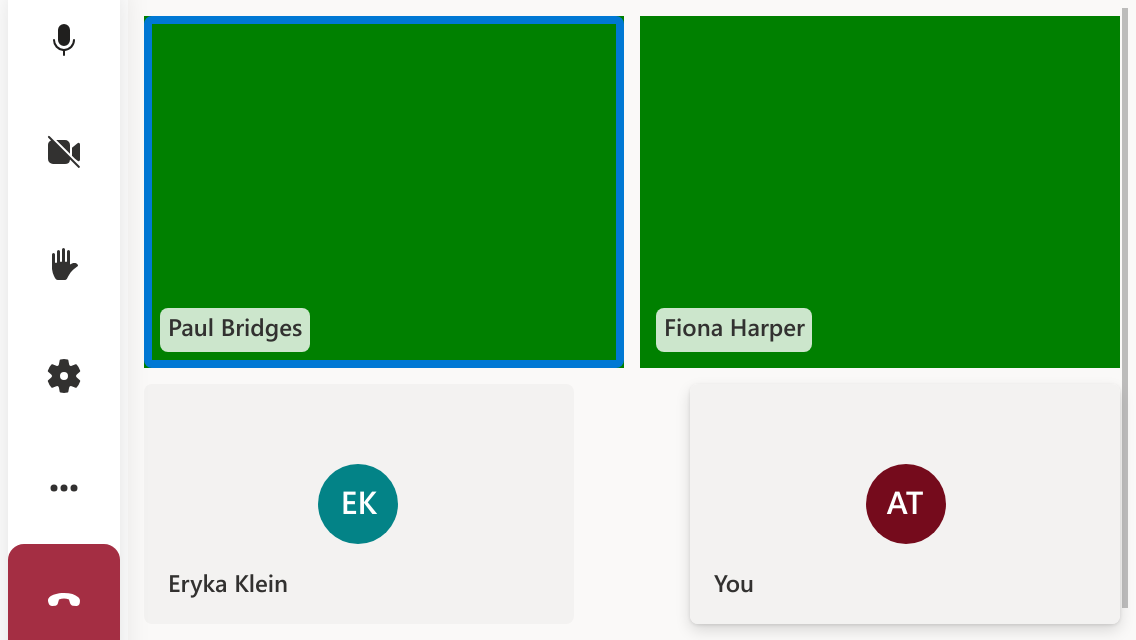 Paul Bridges
Fiona Harper
EK
AT
Eryka Klein
You